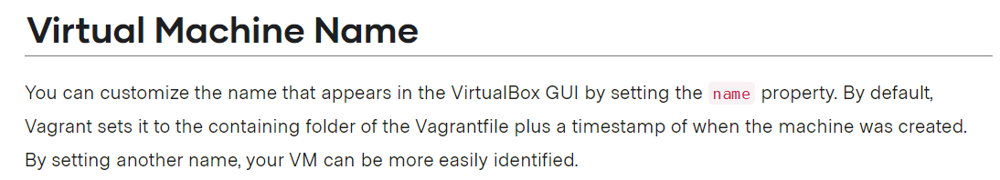 Virtual Machine Name
You can customize the name that appears in the VirtualBox GUI by setting the name property. By default,
Vagrant sets it to the containing folder of the Vagrantfile plus a timestamp of when the machine was created.
By setting another name, your VM can be more easily identified.